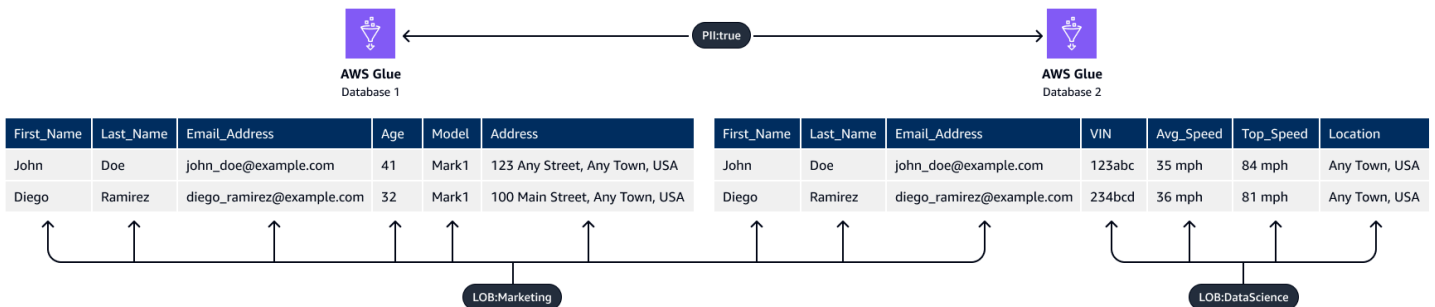 PII:true
AWS Glue
Database 1
AWS Glue
Database 2
First_Name Last_Name Email_Address Age Model Address
John Doe john_doe@example.com 41 Mark1 123 Any Street, Any Town, USA
Diego Ramirez diego_ramirez@example.com 32 Mark1 100 Main Street, Any Town, USA
First_Name Last_Name Email_Address VIN Avg_Speed Top_Speed Location
John Doe john_doe@example.com 123abc 35 mph 84 mph Any Town, USA
Diego Ramirez diego_ramirez@example.com 234bcd 36 mph 81 mph Any Town, USA
LOB:Marketing
LOB:DataScience